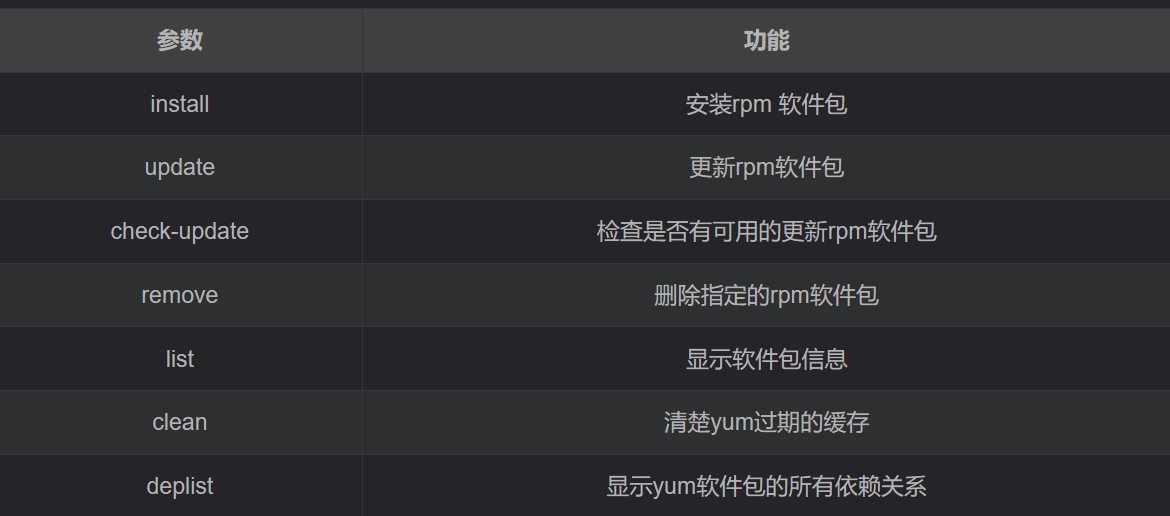 参数 功能
install 安装rpm 软件包
update 更新rpm软件包
check-update 检查是否有可用的更新rpm软件包
remove 删除指定的rpm软件包
list 显示软件包信息
clean 清楚yum过期的缓存
deplist 显示yum软件包的所有依赖关系